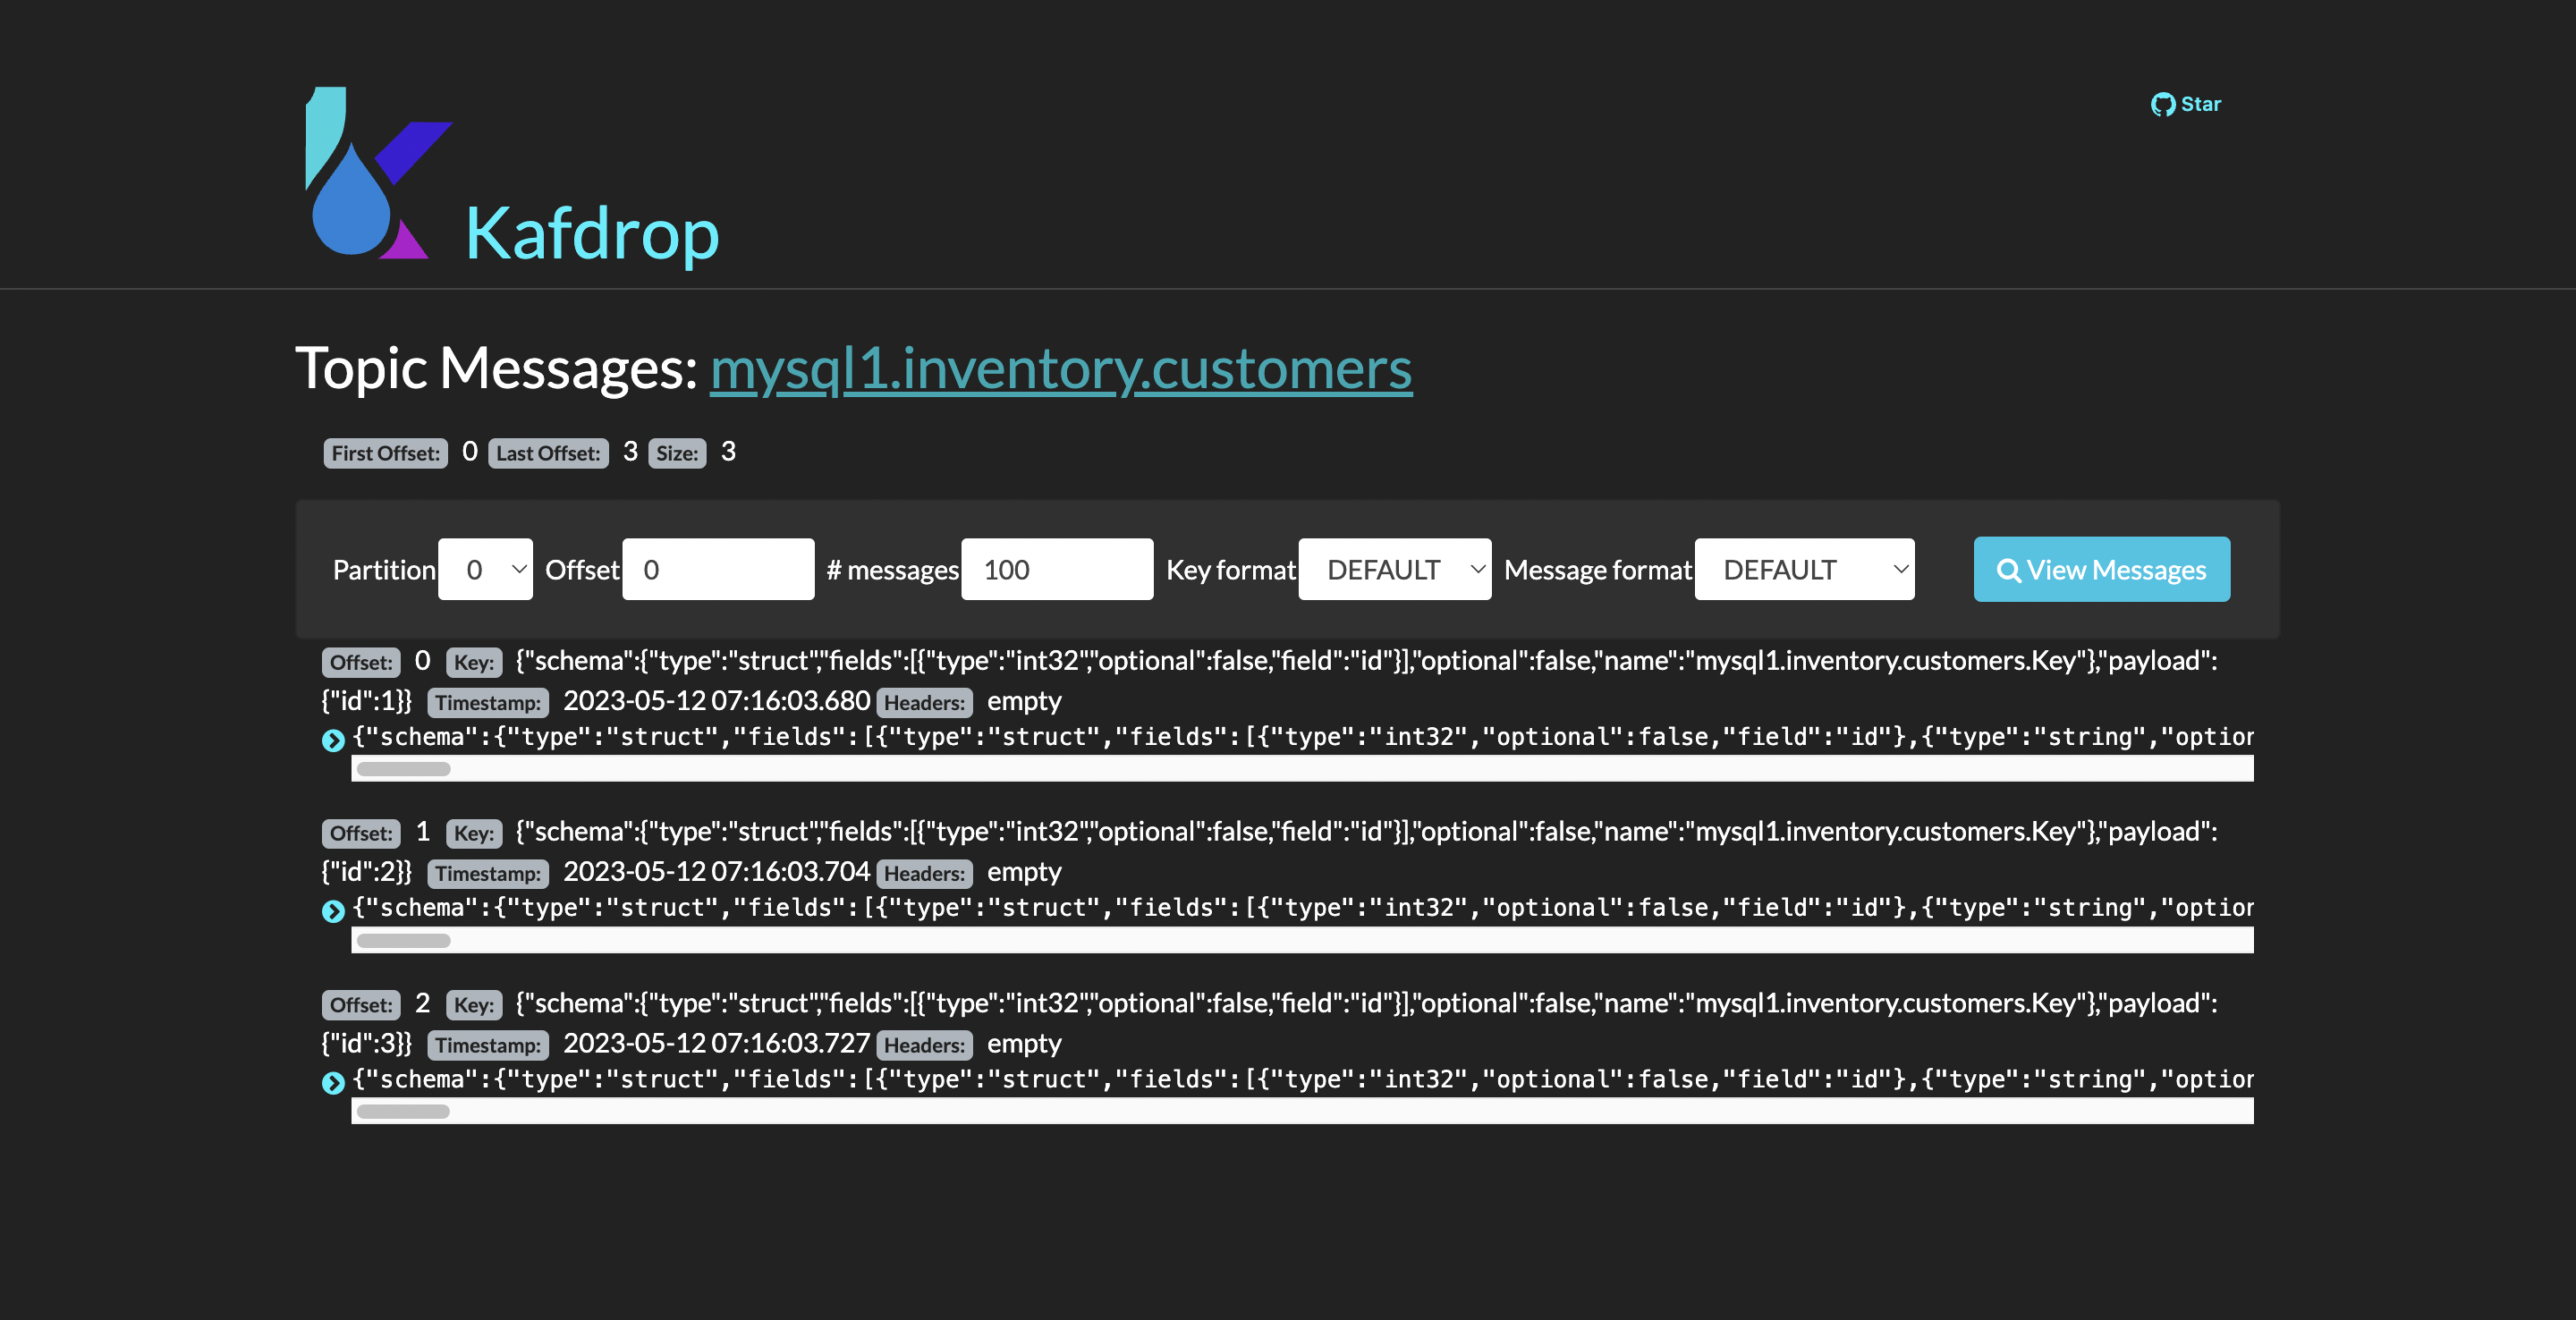 Star
Kafdrop
Topic Messages: mysql1.inventory.customers
First Offset: 0 Last Offset: 3 Size: 3
Partition 0 Offset 0 # messages 100 Key format DEFAULT Message format DEFAULT View Messages
Offset: 0 Key: {"schema":{"type":"struct","fields":[{"type":"int32","optional":false,"field":"id"}],"optional":false,"name":"mysql1.inventory.customers.Key"},"payload":
{"id":1}} Timestamp: 2023-05-12 07:16:03.680 Headers: empty
{"schema":{"type":"struct","fields":[{"type":"struct","fields":[{"type":"int32","optional":false,"field":"id"},{"type":"string","option
Offset: 1 Key: {"schema":{"type":"struct","fields":[{"type":"int32","optional":false,"field":"id"}],"optional":false,"name":"mysql1.inventory.customers.Key"},"payload":
{"id":2}} Timestamp: 2023-05-12 07:16:03.704 Headers: empty
{"schema":{"type":"struct","fields":[{"type":"struct","fields":[{"type":"int32","optional":false,"field":"id"},{"type":"string","option
Offset: 2 Key: {"schema":{"type":"struct","fields":[{"type":"int32","optional":false,"field":"id"}],"optional":false,"name":"mysql1.inventory.customers.Key"},"payload":
{"id":3}} Timestamp: 2023-05-12 07:16:03.727 Headers: empty
{"schema":{"type":"struct","fields":[{"type":"struct","fields":[{"type":"int32","optional":false,"field":"id"},{"type":"string","option